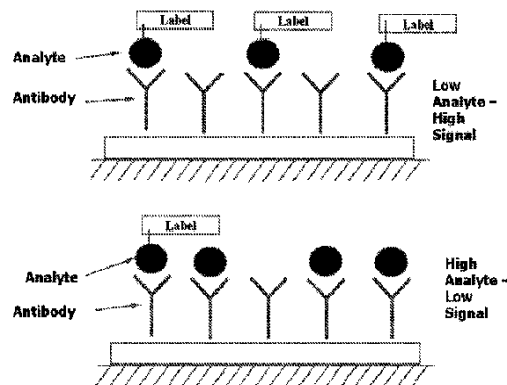 Label
Label
Label
Analyte
Antibody
Low
Analyte –
High
Signal
Label
Analyte
Antibody
High
Analyte –
Low
Signal